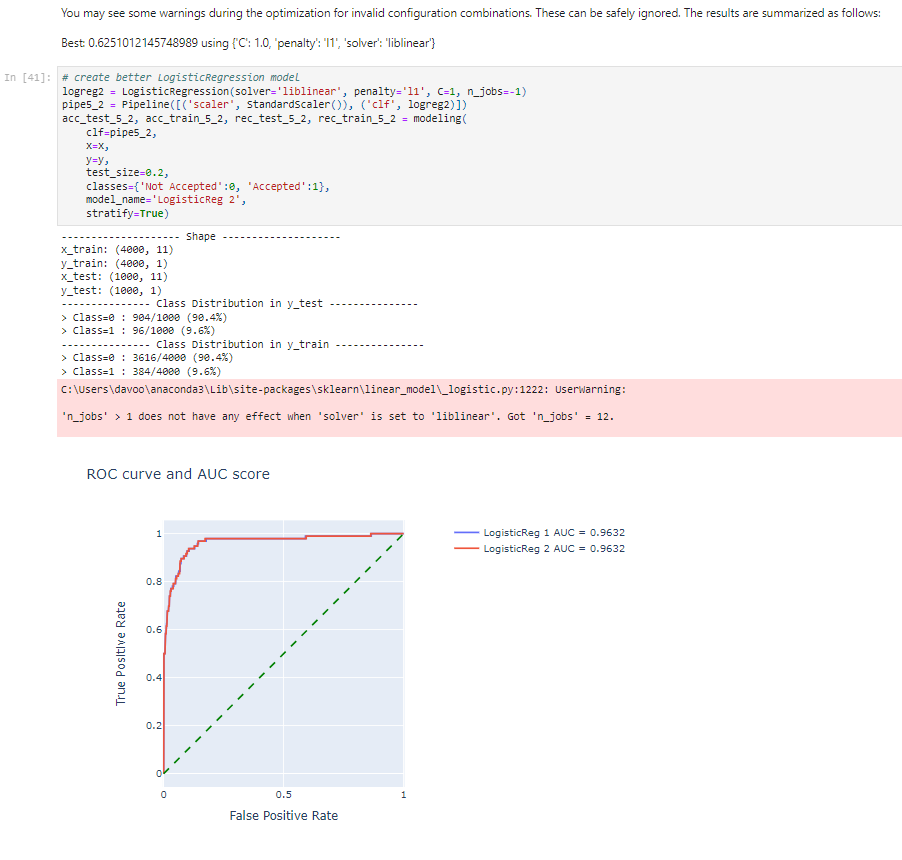 You may see some warnings during the optimization for invalid configuration combinations. These can be safely ignored. The results are summarized as follows:
Best: 0.6251012145748989 using {'C': 1.0, 'penalty': 'l1', 'solver': 'liblinear'}
In [41]:
# create better LogisticRegression model
logreg2 = LogisticRegression(solver='liblinear', penalty='l1', C=1, n_jobs=-1)
pipe5_2 = Pipeline([('scaler', StandardScaler()), ('clf', logreg2)])
acc_test_5_2, acc_train_5_2, rec_test_5_2, rec_train_5_2 = modeling(
    clf=pipe5_2,
    x=x,
    y=y,
    test_size=0.2,
    classes={'Not Accepted':0, 'Accepted':1},
    model_name='LogisticReg 2',
    stratify=True)
-------------------- Shape --------------------
x_train: (4000, 11)
y_train: (4000, 1)
x_test: (1000, 11)
y_test: (1000, 1)
--------------- Class Distribution in y_test ---------------
> Class=0 : 904/1000 (90.4%)
> Class=1 : 96/1000 (9.6%)
--------------- Class Distribution in y_train ---------------
> Class=0 : 3616/4000 (90.4%)
> Class=1 : 384/4000 (9.6%)
C:\Users\davoo\anaconda3\Lib\site-packages\sklearn\linear_model\_logistic.py:1222: UserWarning:
'n_jobs' > 1 does not have any effect when 'solver' is set to 'liblinear'. Got 'n_jobs' = 12.
ROC curve and AUC score
LogisticReg 1 AUC = 0.9632
LogisticReg 2 AUC = 0.9632
1
0.8
0.6
0.4
0.2
0
True Positive Rate
0
0.5
1
False Positive Rate